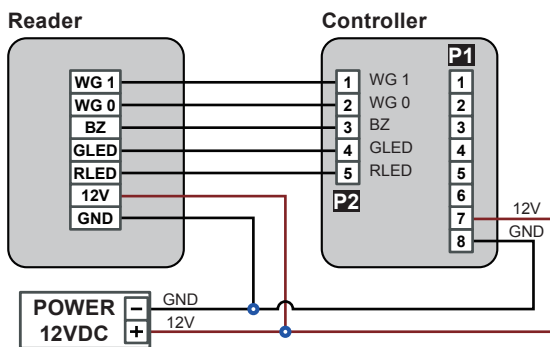 Reader
Controller
P1
WG 1
WG 0
BZ
GLED
RLED
12V
GND
1 WG 1
2 WG 0
3 BZ
4 GLED
5 RLED
P2
1
2
3
4
5
6
7
8
12V
GND
POWER
12VDC
−
+
GND
12V